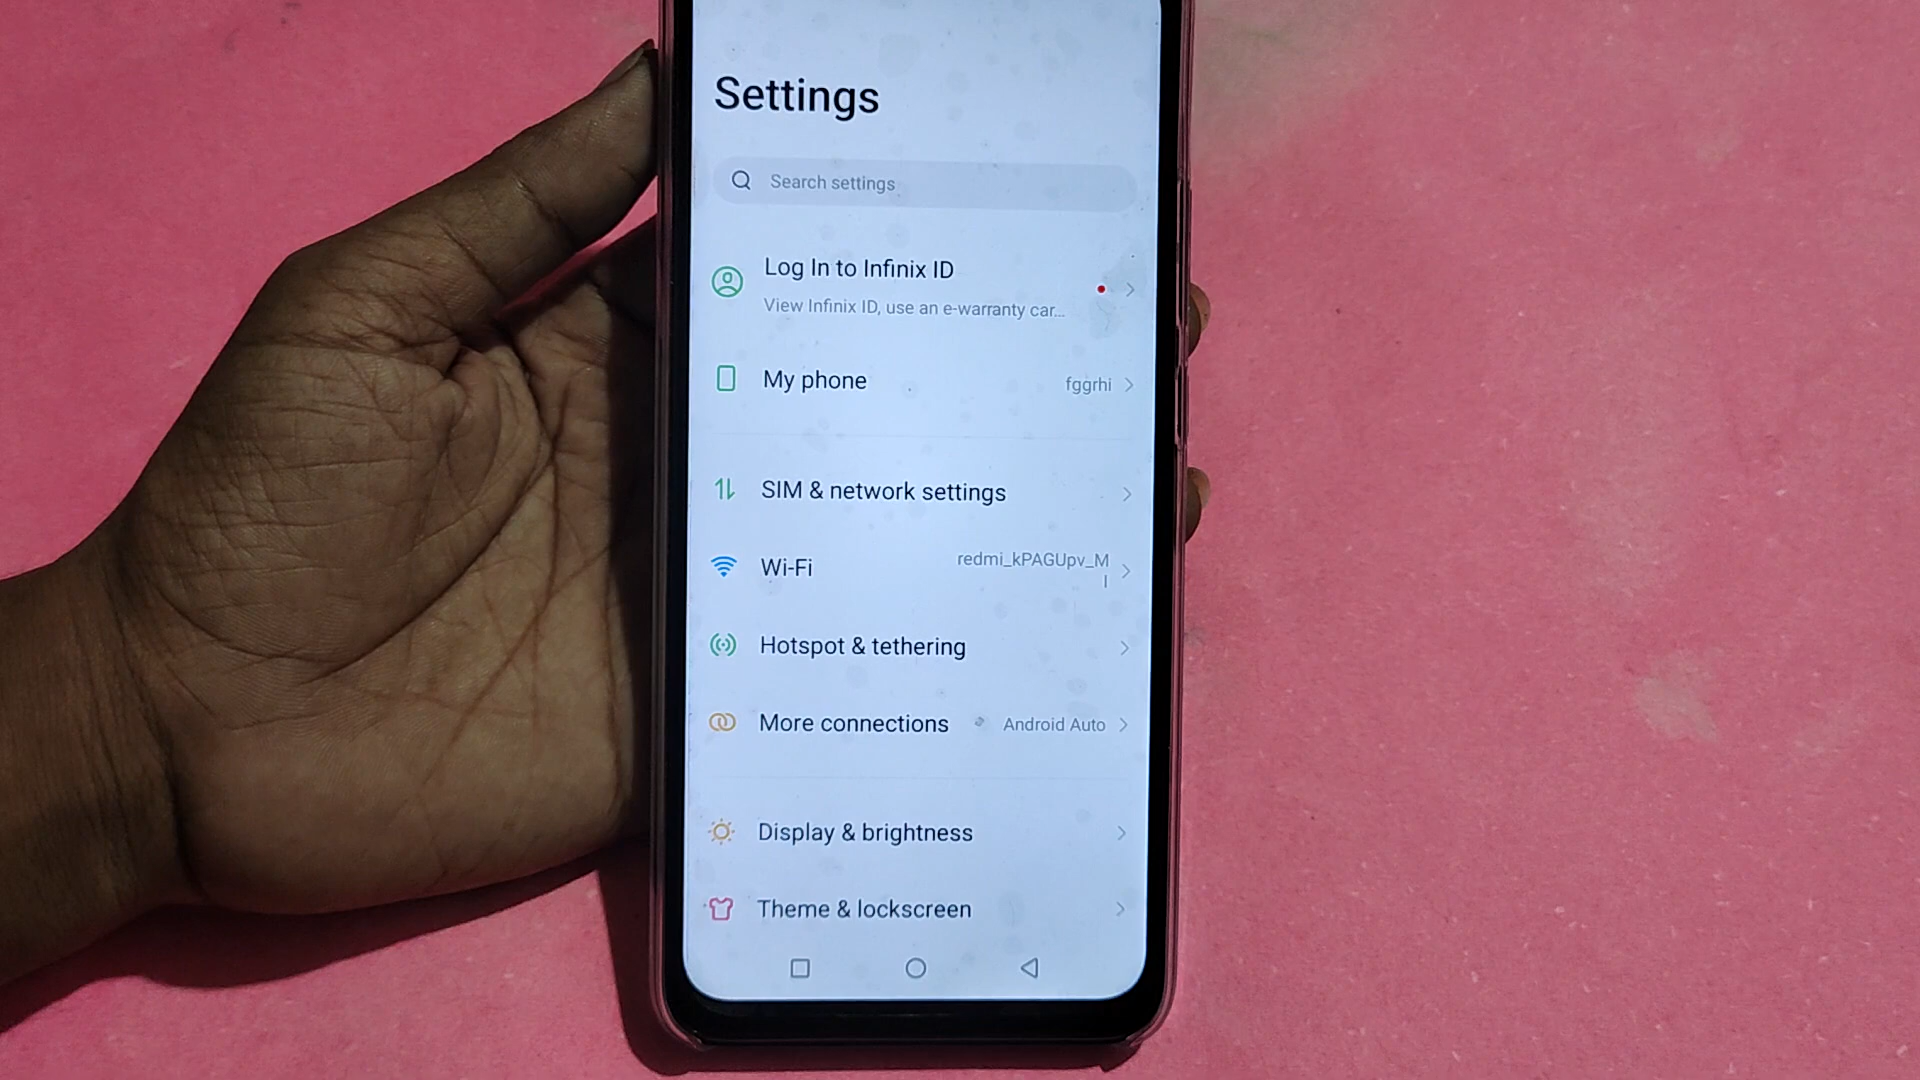 Settings
Search settings
Log In to Infinix ID
View Infinix ID, use an e-warranty car...
My phone
fggrhi
SIM & network settings
Wi-Fi
redmi_kPAGUpv_M
I
Hotspot & tethering
More connections
Android Auto
Display & brightness
Theme & lockscreen